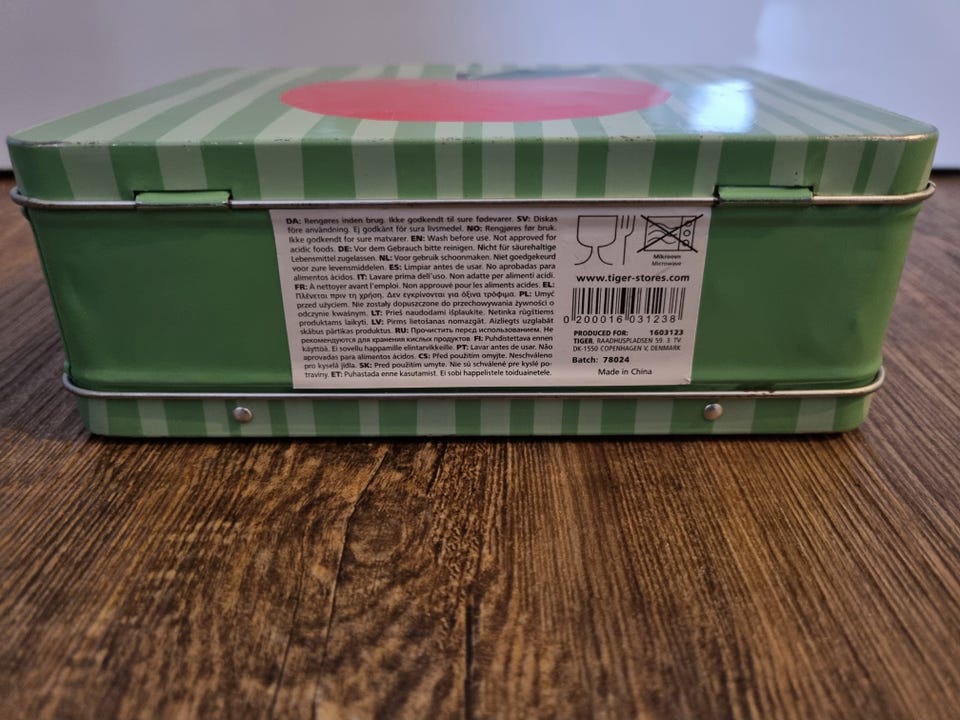 DA: Rengøres inden brug. Ikke godkendt til sure fødevarer. SV: Diskas
före användning. Ej godkänt för sura livsmedel. NO: Rengjøres før bruk.
Ikke godkendt for sure matvarer. EN: Wash before use. Not approved for
acidic foods. DE: Vor dem Gebrauch bitte reinigen. Nicht für säurehaltige
Lebensmittel zugelassen. NL: Voor gebruik schoonmaken. Niet goedgekeurd
voor zure levensmiddelen. ES: Limpiar antes de usar. No aprobadas para
alimentos ácidos. IT: Lavare prima dell'uso. Non adatte per alimenti acidi.
FR: À nettoyer avant l'emploi. Non approuvé pour les aliments acides. EL:
Πλένεται πριν τη χρήση. Δεν εγκρίνονται για όξινα τρόφιμα. PL: Umyć
przed użyciem. Nie zostały dopuszczone do przechowywania żywności o
odczynie kwaśnym. LT: Prieš naudodami išplaukite. Netinka rūgštiems
produktams laikyti. LV: Pirms lietošanas nomazgāt. Aizliegts uzglabāt
skābus pārtikas produktus. RU: Прочистить перед использованием. Не
рекомендуются для хранения кислых продуктов. FI: Puhdistettava ennen
käyttöä. Ei sovellu happamille elintarvikkeille. PT: Lavar antes de usar. Não
aprovadas para alimentos ácidos. CS: Před použitím omyjte. Neschváleno
pro kyselá jídla. SK: Pred použitím umyte. Nie sú schválené pre kyslé po-
traviny. ET: Puhastada enne kasutamist. Ei sobi happelistele toiduainetele.
Mikroovn
Microwave
www.tiger-stores.com
0 200016 031238
PRODUCED FOR: 1603123
TIGER, RAADHUSPLADSEN 59. 3 TV.
DK-1550 COPENHAGEN V, DENMARK
Batch: 78024
Made in China